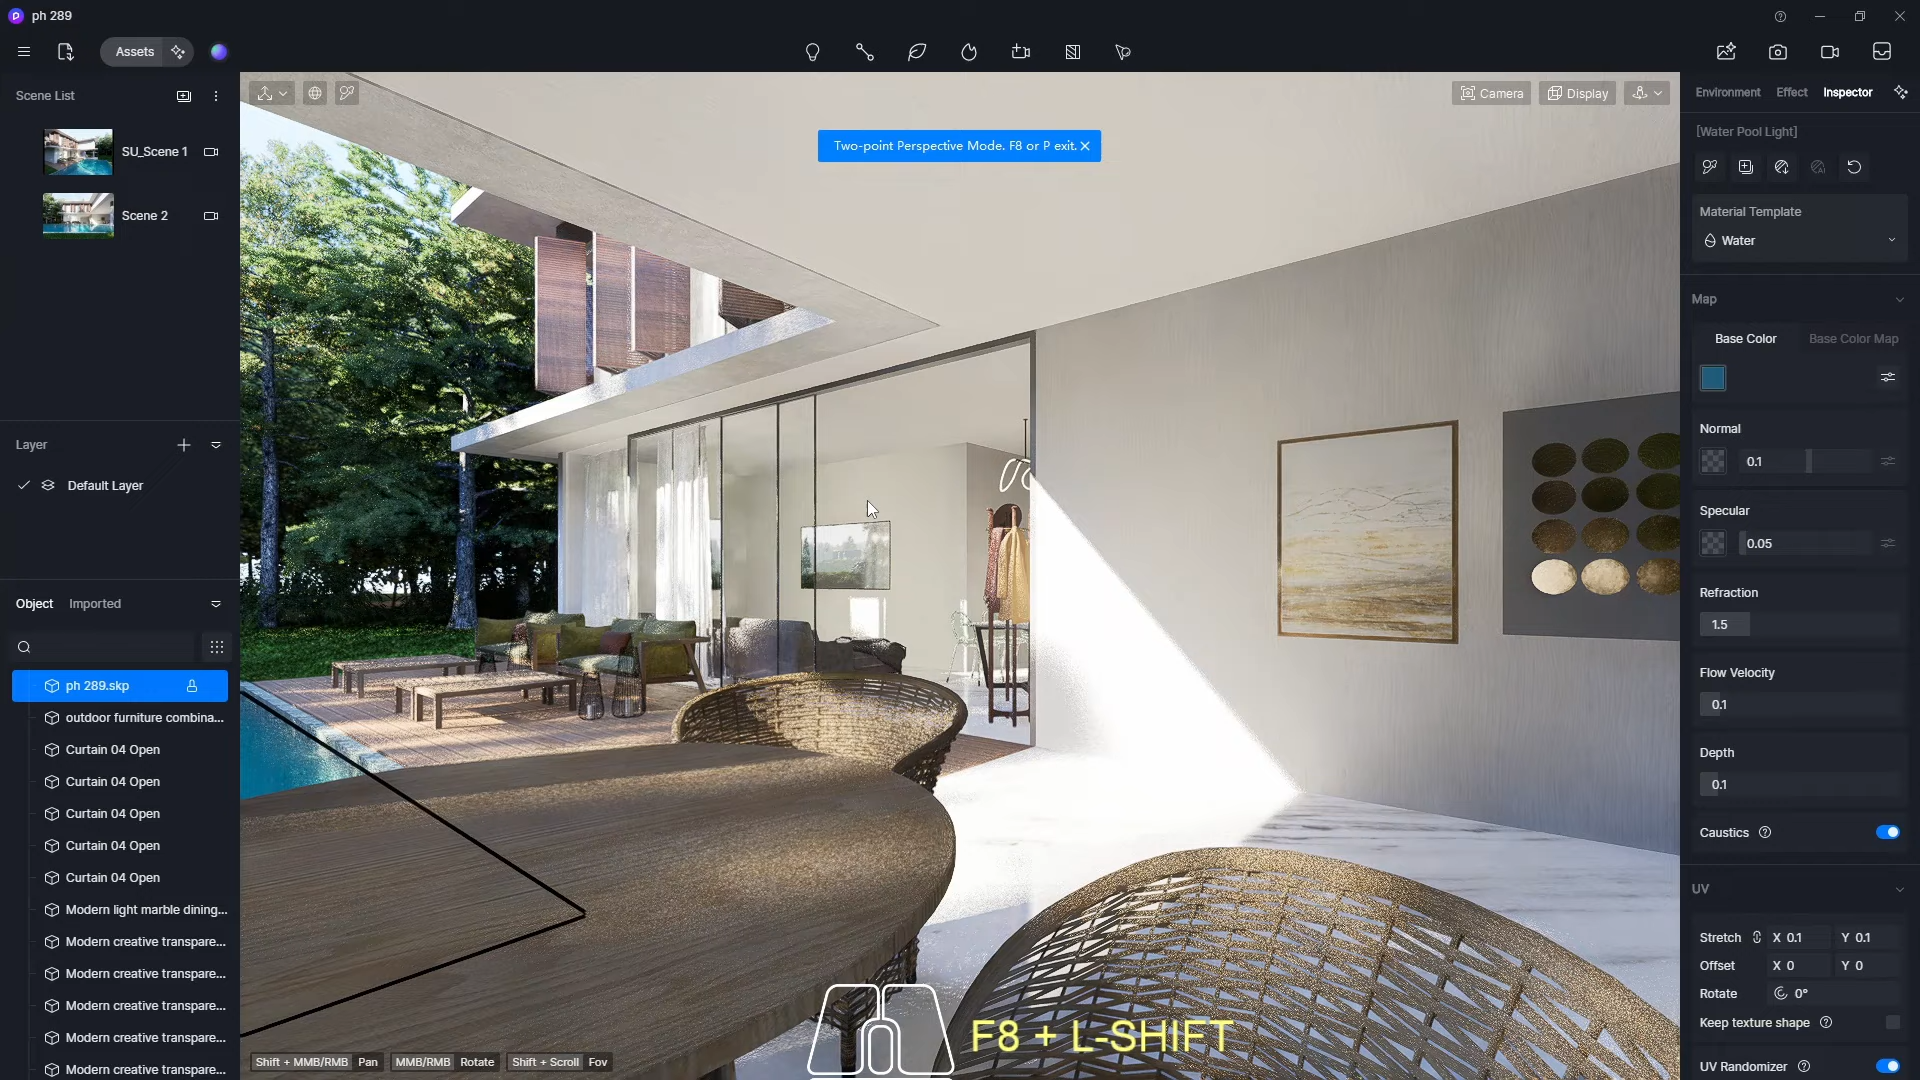 ph 289
Assets
Scene List
SU_Scene 1
Scene 2
Layer
Default Layer
Object Imported
ph 289.skp
outdoor furniture combina...
Curtain 04 Open
Curtain 04 Open
Curtain 04 Open
Curtain 04 Open
Curtain 04 Open
Modern light marble dining...
Modern creative transpare...
Modern creative transpare...
Modern creative transpare...
Modern creative transpare...
Modern creative transpare...
Camera Display
Two-point Perspective Mode. F8 or P exit.
F8 + L-SHIFT
Shift + MMB/RMB Pan MMB/RMB Rotate Shift + Scroll Fov
Environment Effect Inspector
[Water Pool Light]
Material Template
Water
Map
Base Color Base Color Map
Normal
0.1
Specular
0.05
Refraction
1.5
Flow Velocity
0.1
Depth
0.1
Caustics
UV
Stretch X 0.1 Y 0.1
Offset X 0 Y 0
Rotate 0°
Keep texture shape
UV Randomizer